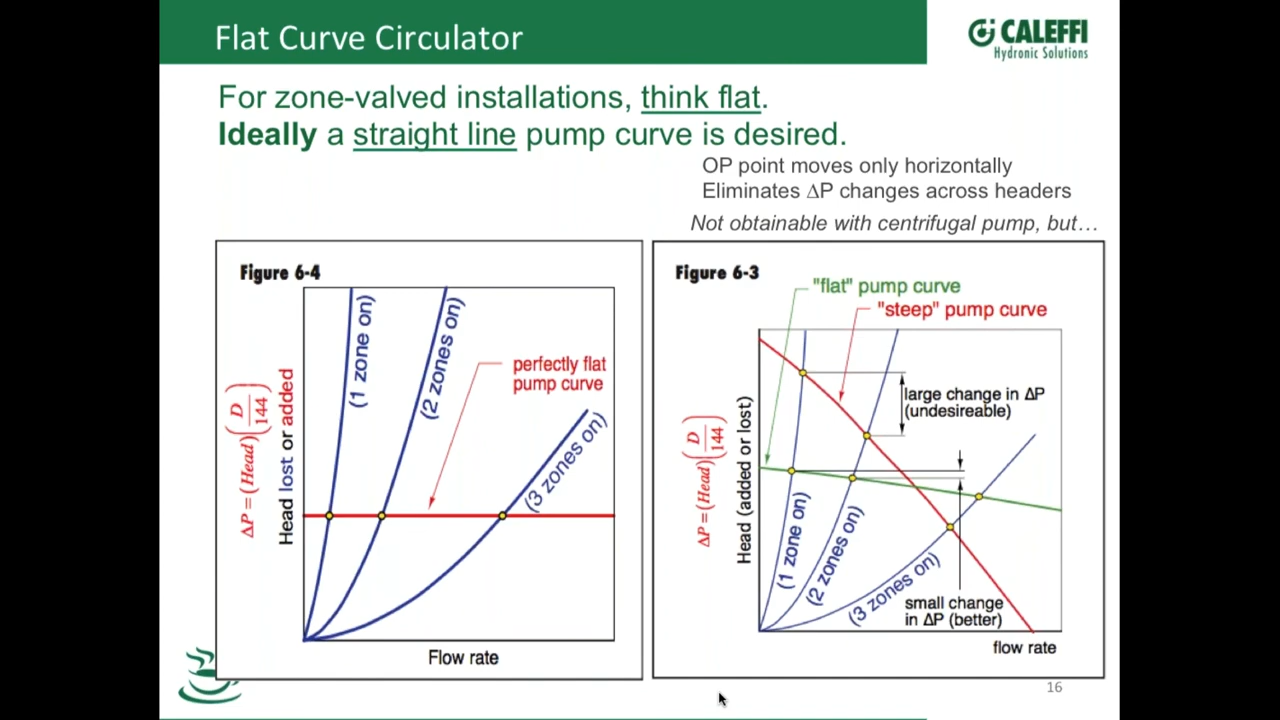 Flat Curve Circulator
CALEFFI
Hydronic Solutions
For zone-valved installations, think flat.
Ideally a straight line pump curve is desired.
OP point moves only horizontally
Eliminates ΔP changes across headers
Not obtainable with centrifugal pump, but…
Figure 6-4
(1 zone on)
(2 zones on)
(3 zones on)
perfectly flat
pump curve
ΔP = (Head)(D/144)
Head lost or added
Flow rate
Figure 6-3
"flat" pump curve
"steep" pump curve
large change in ΔP
(undesireable)
ΔP = (Head)(D/144)
Head (added or lost)
(1 zone on)
(2 zones on)
(3 zones on)
small change
in ΔP (better)
flow rate
16